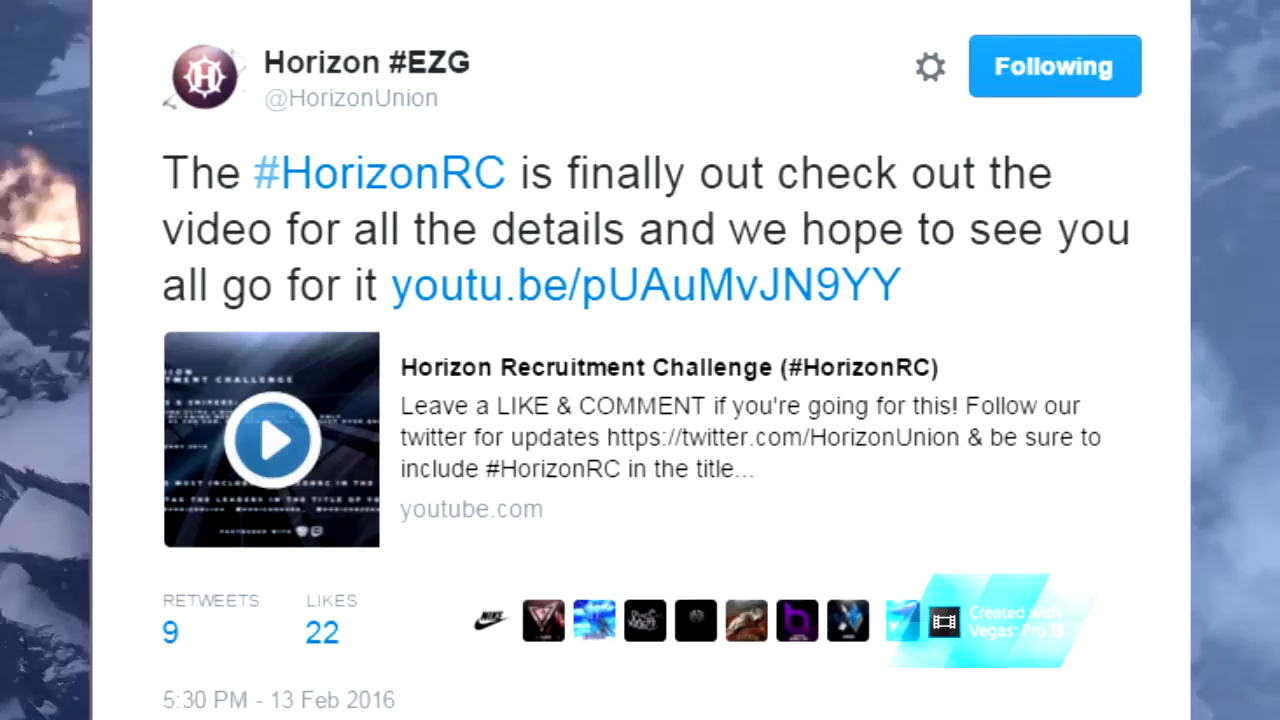 Horizon #EZG
@HorizonUnion
Following
The #HorizonRC is finally out check out the
video for all the details and we hope to see you
all go for it youtu.be/pUAuMvJN9YY
TMENT CHALLENGE
Horizon Recruitment Challenge (#HorizonRC)
Leave a LIKE & COMMENT if you're going for this! Follow our
twitter for updates https://twitter.com/HorizonUnion & be sure to
include #HorizonRC in the title...
youtube.com
RETWEETS
LIKES
9
22
NIKE
Created with
Vegas® Pro 13
5:30 PM - 13 Feb 2016